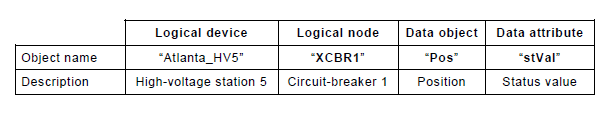 Logical device Logical node Data object Data attribute
Object name “Atlanta_HV5” “XCBR1” “Pos” “stVal”
Description High-voltage station 5 Circuit-breaker 1 Position Status value